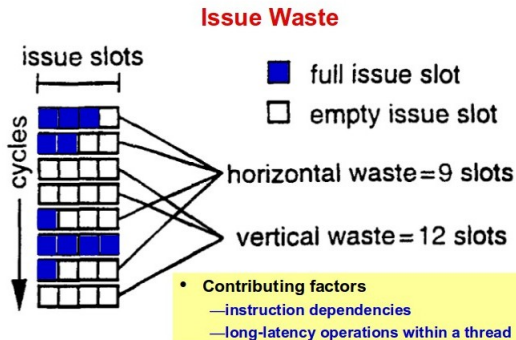 Issue Waste
issue slots
full issue slot
empty issue slot
cycles
horizontal waste=9 slots
vertical waste=12 slots
• Contributing factors
—instruction dependencies
—long-latency operations within a thread